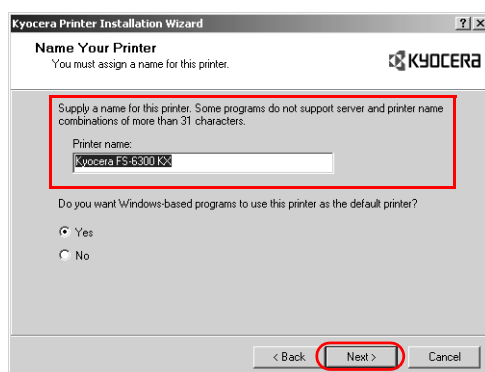 Kyocera Printer Installation Wizard
Name Your Printer
You must assign a name for this printer.
KYOCERA
Supply a name for this printer. Some programs do not support server and printer name
combinations of more than 31 characters.
Printer name:
Kyocera FS-6300 KX
Do you want Windows-based programs to use this printer as the default printer?
Yes
No
< Back Next > Cancel